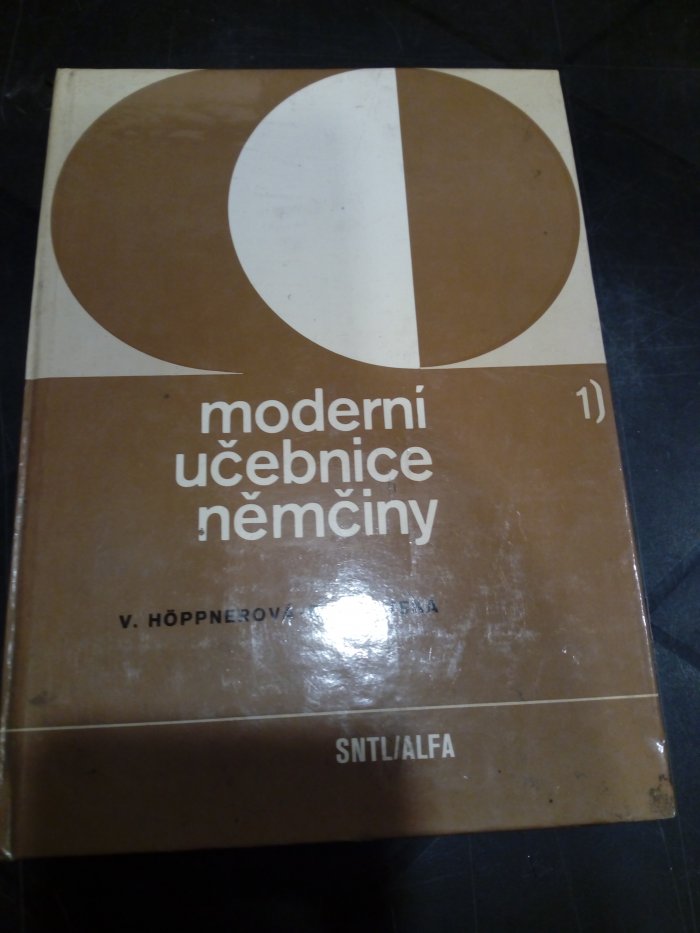 moderní
1)
učebnice
němčiny
V. HÖPPNEROVÁ
SNTL/ALFA